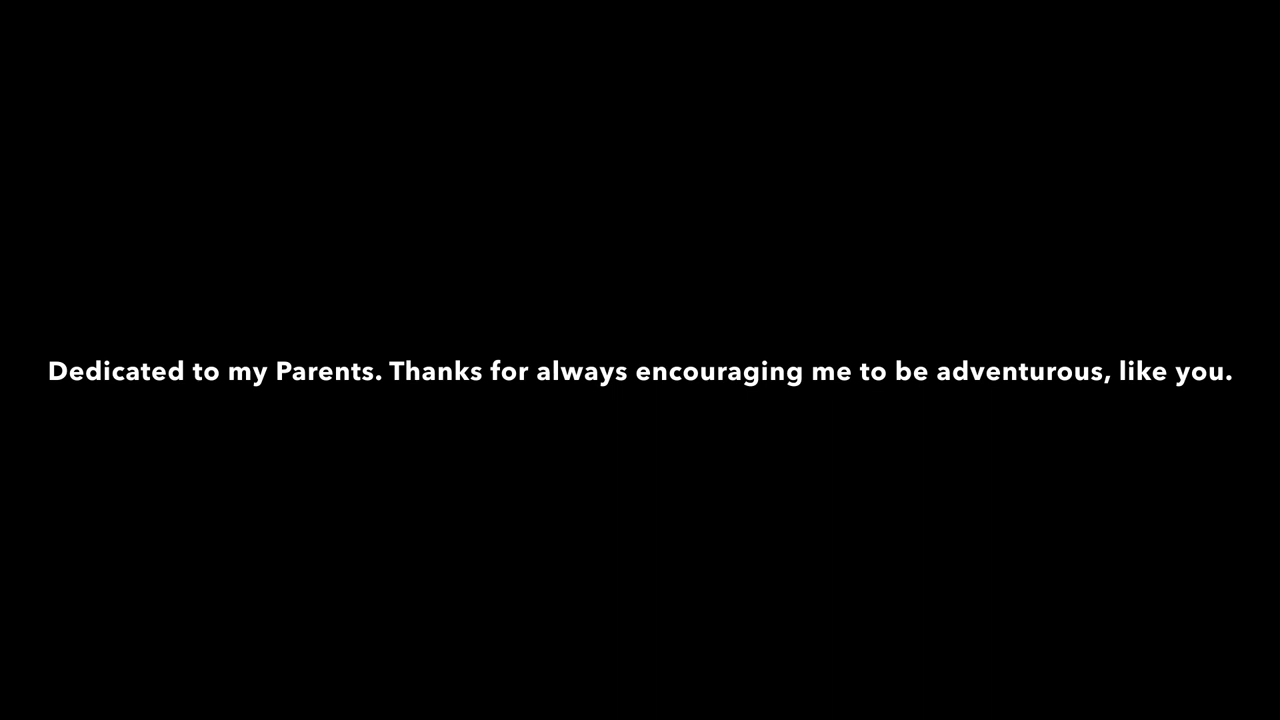 Dedicated to my Parents. Thanks for always encouraging me to be adventurous, like you.